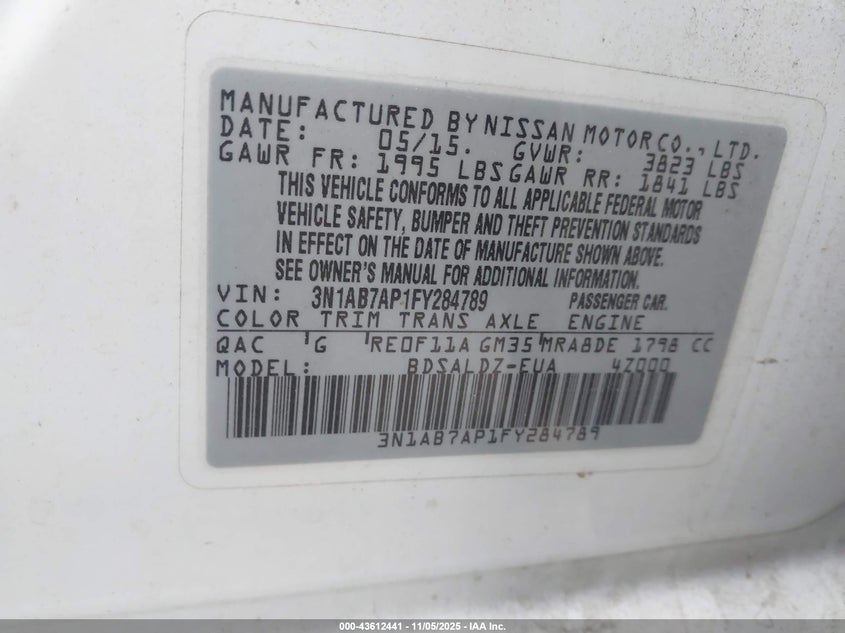 MANUFACTURED BY NISSAN MOTOR CO., LTD.
DATE: 05/15. GVWR: 3823 LBS
GAWR FR: 1995 LBS GAWR RR: 1841 LBS
THIS VEHICLE CONFORMS TO ALL APPLICABLE FEDERAL MOTOR
VEHICLE SAFETY, BUMPER AND THEFT PREVENTION STANDARDS
IN EFFECT ON THE DATE OF MANUFACTURE SHOWN ABOVE.
SEE OWNER'S MANUAL FOR ADDITIONAL INFORMATION.
VIN: 3N1AB7AP1FY284789 PASSENGER CAR.
COLOR TRIM TRANS AXLE ENGINE
QAC G RE0F11A GM35 MRA8DE 1798 CC
MODEL: BDSALDZ-EUA 4Z000
3N1AB7AP1FY284789
000-43612441 - 11/05/2025 - IAA Inc.